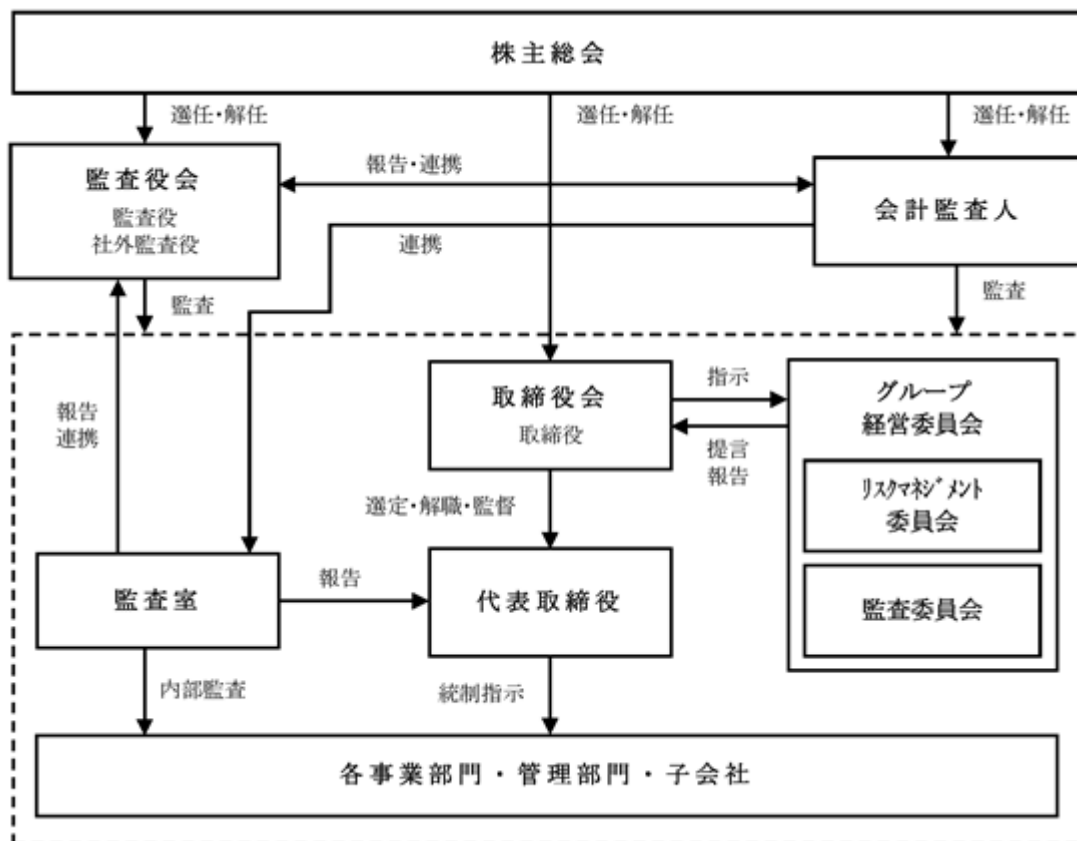 株主総会
選任・解任
選任・解任
選任・解任
監査役会
監査役
社外監査役
報告・連携
会計監査人
連携
監査
監査
報告
連携
取締役会
取締役
指示
提言
報告
グループ
経営委員会
リスクマネジメント
委員会
監査委員会
選定・解職・監督
監査室
報告
代表取締役
内部監査
統制指示
各事業部門・管理部門・子会社